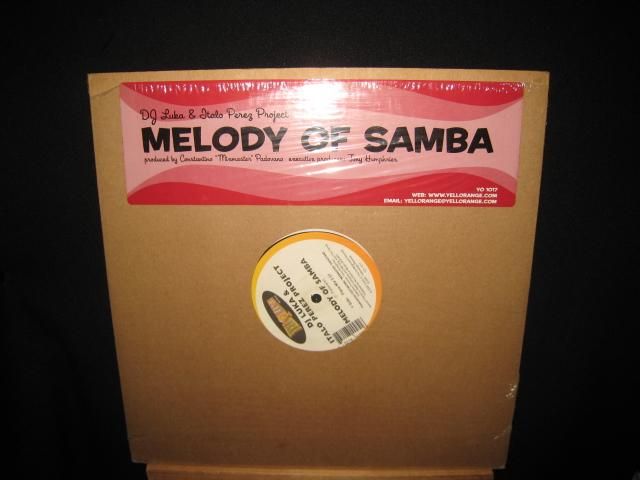 DJ Luka & Italo Perez Project
MELODY OF SAMBA
produced by Constantino "Mixmaster" Padovano executive producer: Tony Humphries
YO 1017
WEB: WWW.YELLORANGE.COM
EMAIL: YELLORANGE@YELLORANGE.COM
DJ LUKA &
ITALO PEREZ PROJECT
MELODY OF SAMBA